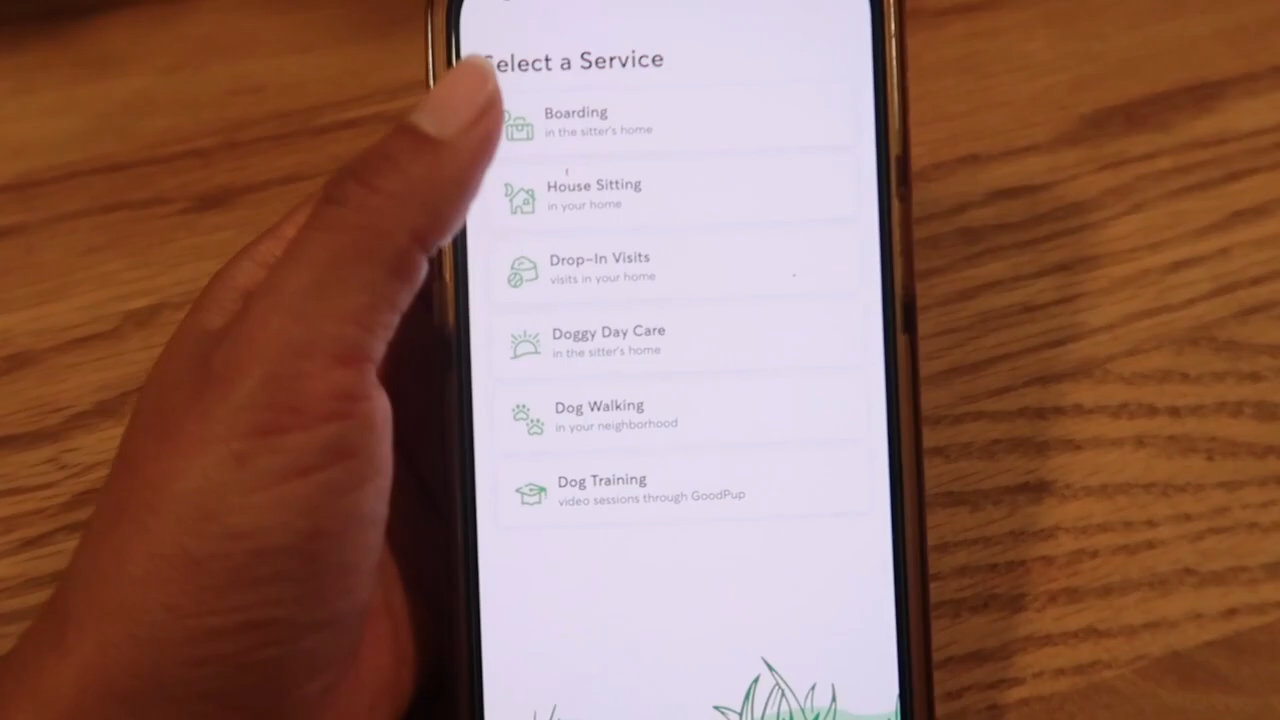 Select a Service
Boarding
in the sitter's home
House Sitting
in your home
Drop-In Visits
visits in your home
Doggy Day Care
in the sitter's home
Dog Walking
in your neighborhood
Dog Training
video sessions through GoodPup